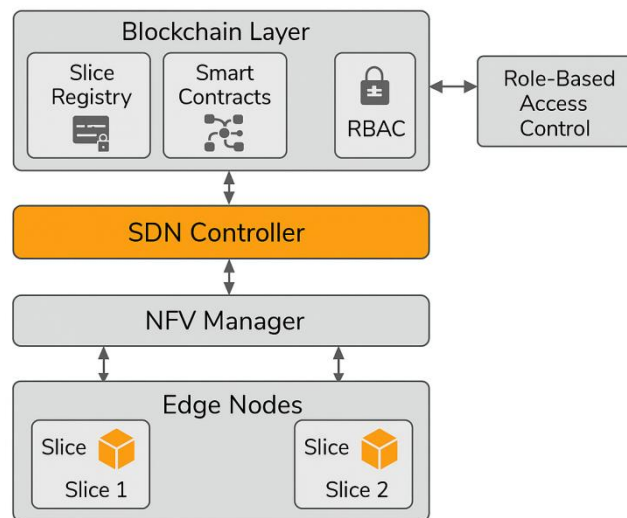 Blockchain Layer
Slice
Registry
Smart
Contracts
RBAC
Role-Based
Access
Control
SDN Controller
NFV Manager
Edge Nodes
Slice
Slice 1
Slice
Slice 2